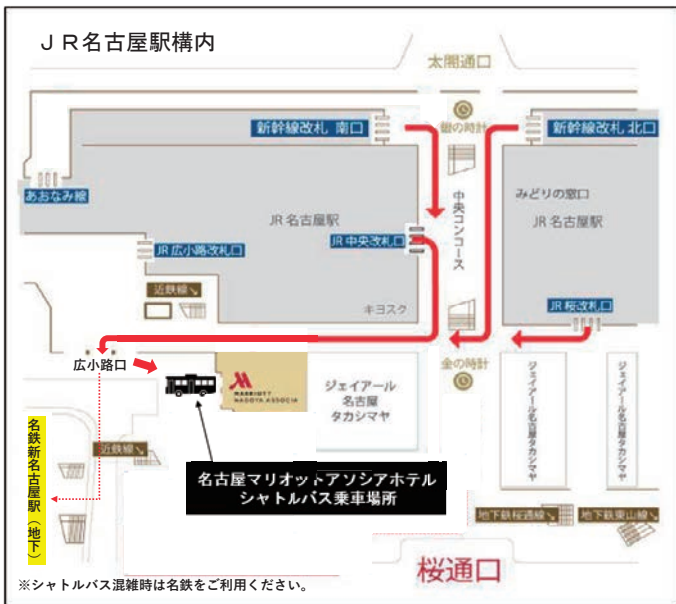 JR名古屋駅構内
太閤通口
銀の時計
新幹線改札 南口
新幹線改札 北口
あおなみ線
みどりの窓口
JR名古屋駅
JR名古屋駅
中央コンコース
JR中央改札口
JR広小路改札口
近鉄線↘
キヨスク
JR桜改札口
広小路口
金の時計
MARRIOTT
NAGOYA ASSOCIA
ジェイアール
名古屋
タカシマヤ
ジェイアール名古屋タカシマヤ
ジェイアール名古屋タカシマヤ
名鉄新名古屋駅(地下)
近鉄線↘
名古屋マリオットアソシアホテル
シャトルバス乗車場所
地下鉄桜通線↘
地下鉄東山線↘
桜通口
※シャトルバス混雑時は名鉄をご利用ください。